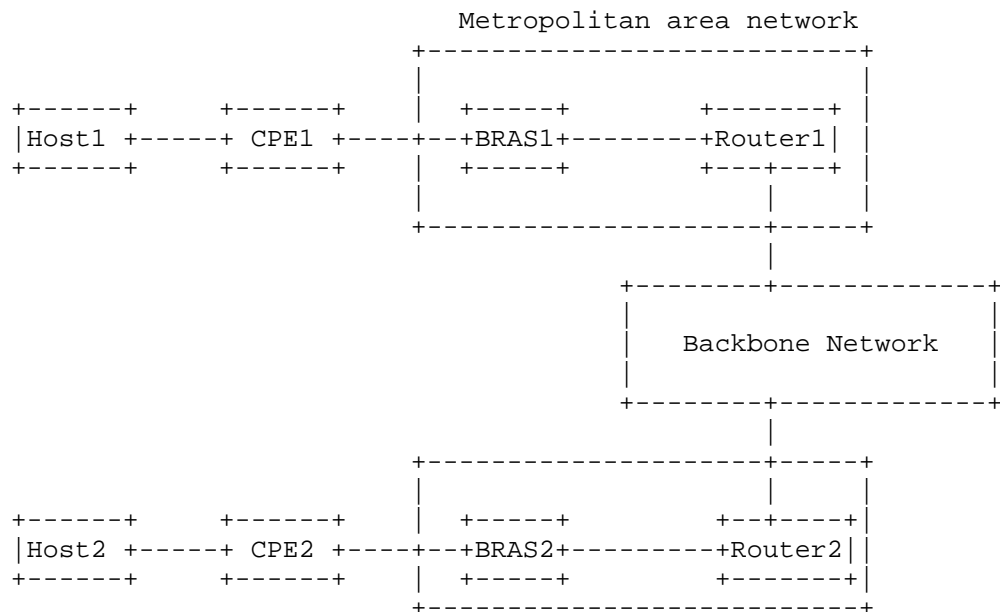 Metropolitan area network
Host1 CPE1 BRAS1 Router1
Backbone Network
Host2 CPE2 BRAS2 Router2